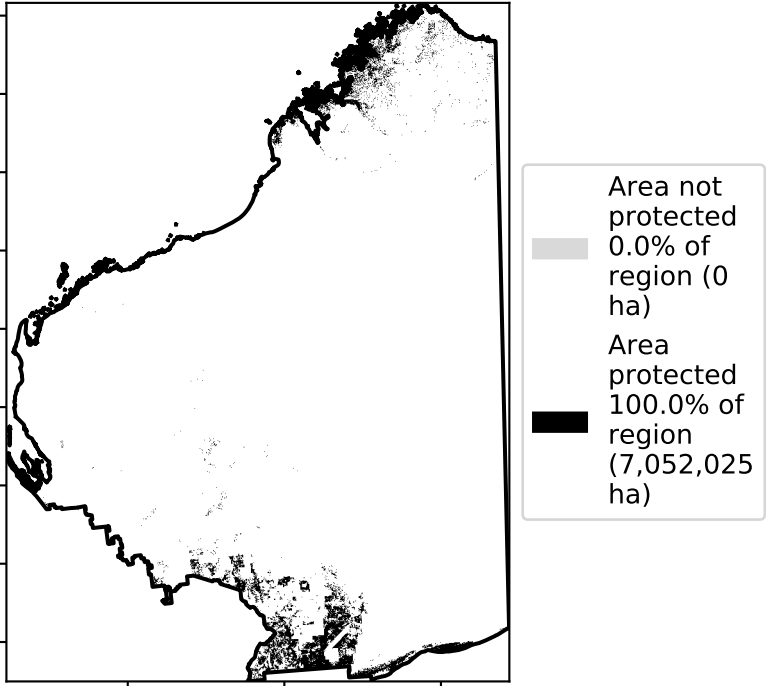 Area not
protected
0.0% of
region (0
ha)
Area
protected
100.0% of
region
(7,052,025
ha)